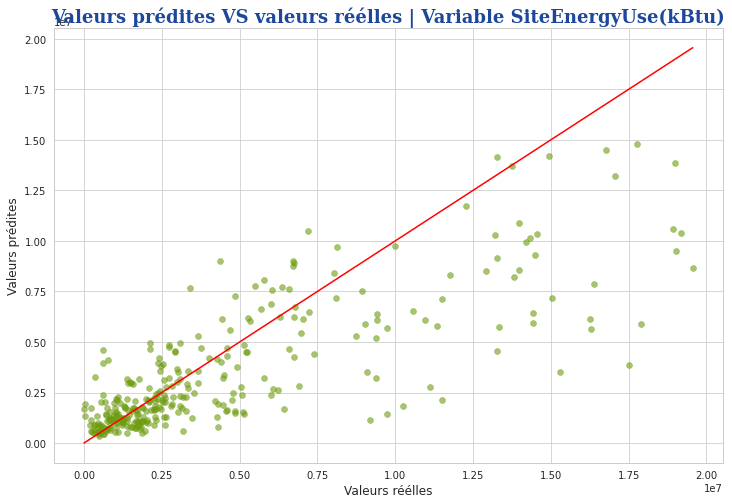 Valeurs prédites VS valeurs réélles | Variable SiteEnergyUse(kBtu)
1e7
2.00
1.75
1.50
1.25
1.00
0.75
0.50
0.25
0.00
Valeurs prédites
0.00 0.25 0.50 0.75 1.00 1.25 1.50 1.75 2.00
1e7
Valeurs réélles